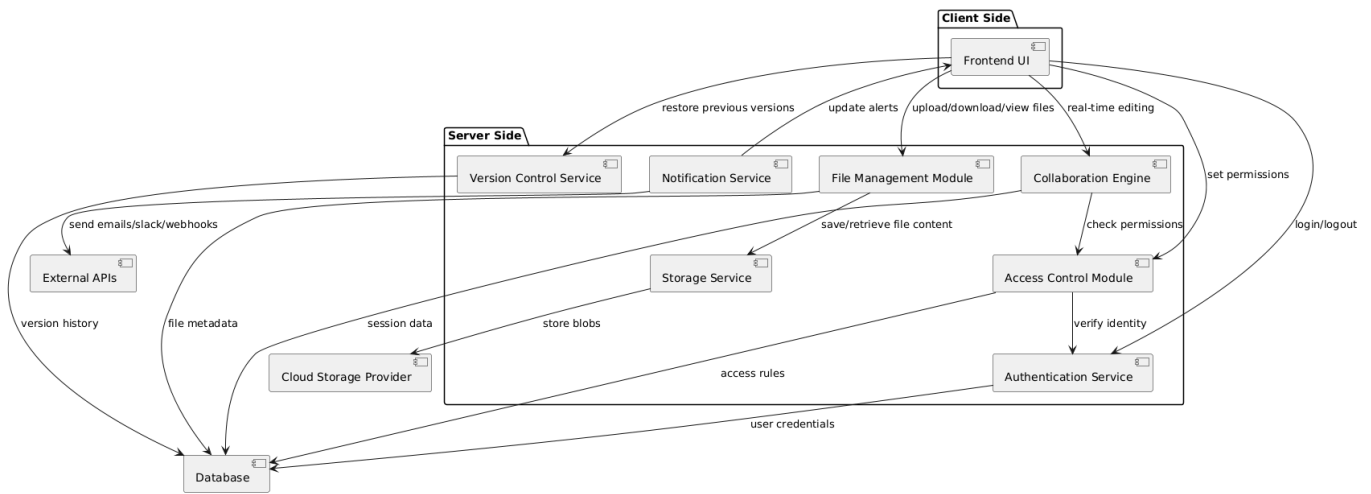 Client Side
Frontend UI
restore previous versions
update alerts
upload/download/view files
real-time editing
Server Side
Version Control Service
Notification Service
File Management Module
Collaboration Engine
set permissions
send emails/slack/webhooks
save/retrieve file content
check permissions
login/logout
External APIs
Storage Service
Access Control Module
version history
file metadata
session data
store blobs
verify identity
Cloud Storage Provider
access rules
Authentication Service
user credentials
Database